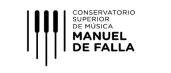 CONSERVATORIO
SUPERIOR
DE MÚSICA
MANUEL
DE FALLA